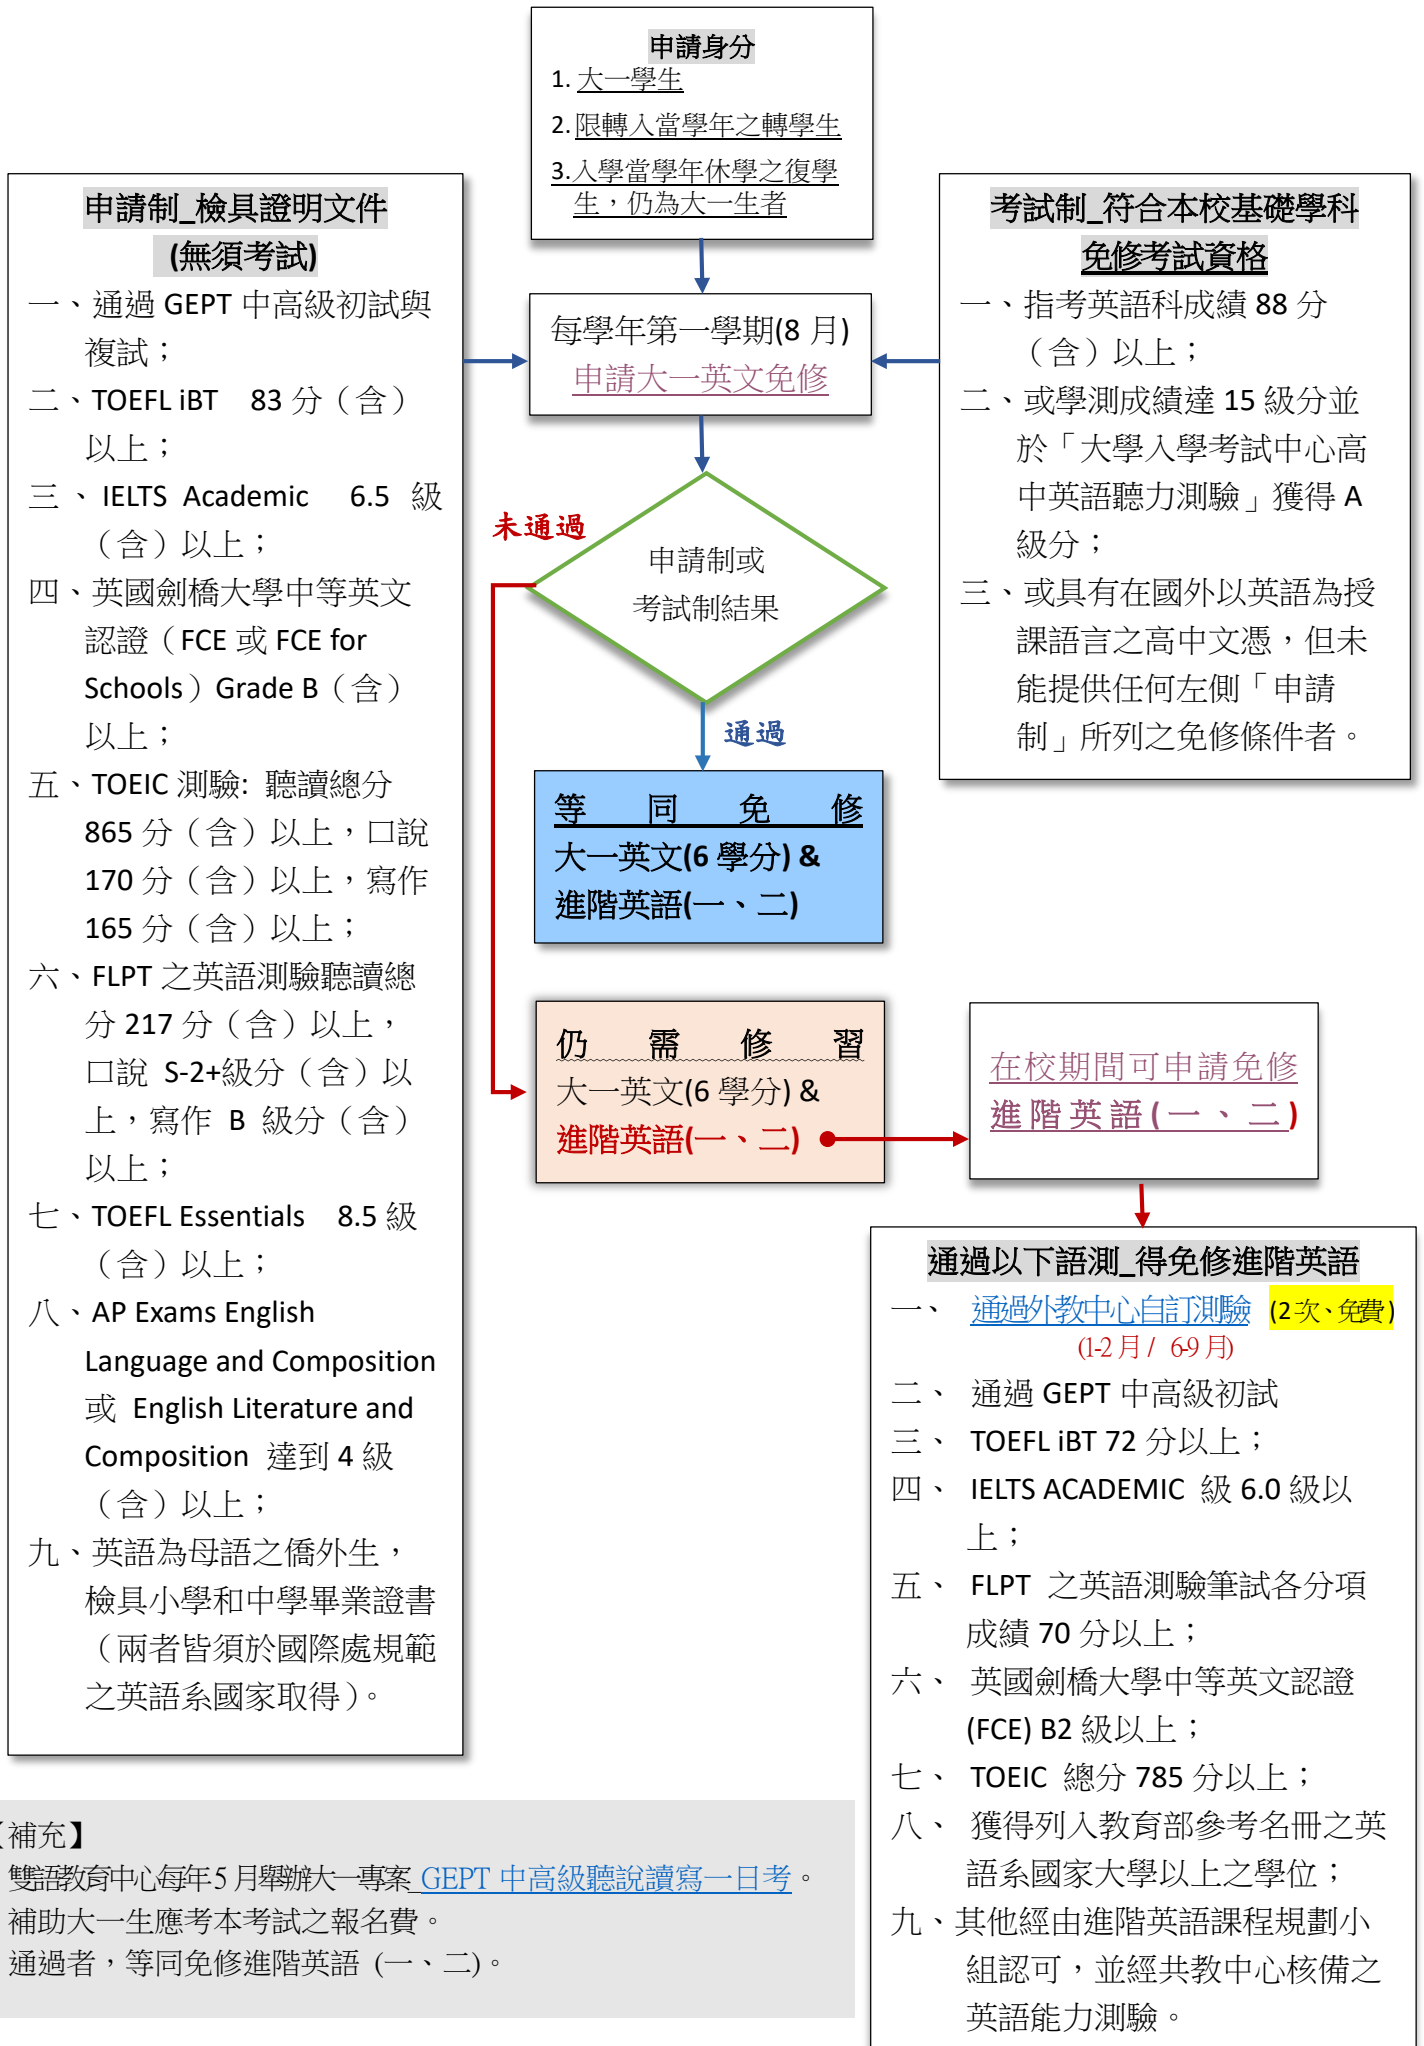 申請身分
1. 大一學生
2. 限轉入當學年之轉學生
3.入學當學年休學之復學
生，仍為大一生者
申請制_檢具證明文件
(無須考試)
一、通過 GEPT 中高級初試與
複試；
二、TOEFL iBT 83 分（含）
以上；
三、IELTS Academic 6.5 級
（含）以上；
四、英國劍橋大學中等英文
認證（FCE 或 FCE for
Schools）Grade B（含）
以上；
五、TOEIC 測驗: 聽讀總分
865 分（含）以上，口說
170 分（含）以上，寫作
165 分（含）以上；
六、FLPT 之英語測驗聽讀總
分 217 分（含）以上，
口說 S-2+級分（含）以
上，寫作 B 級分（含）
以上；
七、TOEFL Essentials 8.5 級
（含）以上；
八、AP Exams English
Language and Composition
或 English Literature and
Composition 達到 4 級
（含）以上；
九、英語為母語之僑外生，
檢具小學和中學畢業證書
（兩者皆須於國際處規範
之英語系國家取得）。
每學年第一學期(8 月)
申請大一英文免修
考試制_符合本校基礎學科
免修考試資格
一、指考英語科成績 88 分
（含）以上；
二、或學測成績達 15 級分並
於「大學入學考試中心高
中英語聽力測驗」獲得 A
級分；
三、或具有在國外以英語為授
課語言之高中文憑，但未
能提供任何左側「申請
制」所列之免修條件者。
未通過
申請制或
考試制結果
通過
等同免修
大一英文(6 學分) &
進階英語(一、二)
仍需修習
大一英文(6 學分) &
進階英語(一、二)
在校期間可申請免修
進階英語(一、二)
通過以下語測_得免修進階英語
一、 通過外教中心自訂測驗 (2 次、免費)
(1-2 月 / 6-9 月)
二、 通過 GEPT 中高級初試
三、 TOEFL iBT 72 分以上；
四、 IELTS ACADEMIC 級 6.0 級以
上；
五、 FLPT 之英語測驗筆試各分項
成績 70 分以上；
六、 英國劍橋大學中等英文認證
(FCE) B2 級以上；
七、 TOEIC 總分 785 分以上；
八、 獲得列入教育部參考名冊之英
語系國家大學以上之學位；
九、其他經由進階英語課程規劃小
組認可，並經共教中心核備之
英語能力測驗。
【補充】
雙語教育中心每年 5 月舉辦大一專案_GEPT 中高級聽說讀寫一日考。
補助大一生應考本考試之報名費。
通過者，等同免修進階英語 (一、二)。